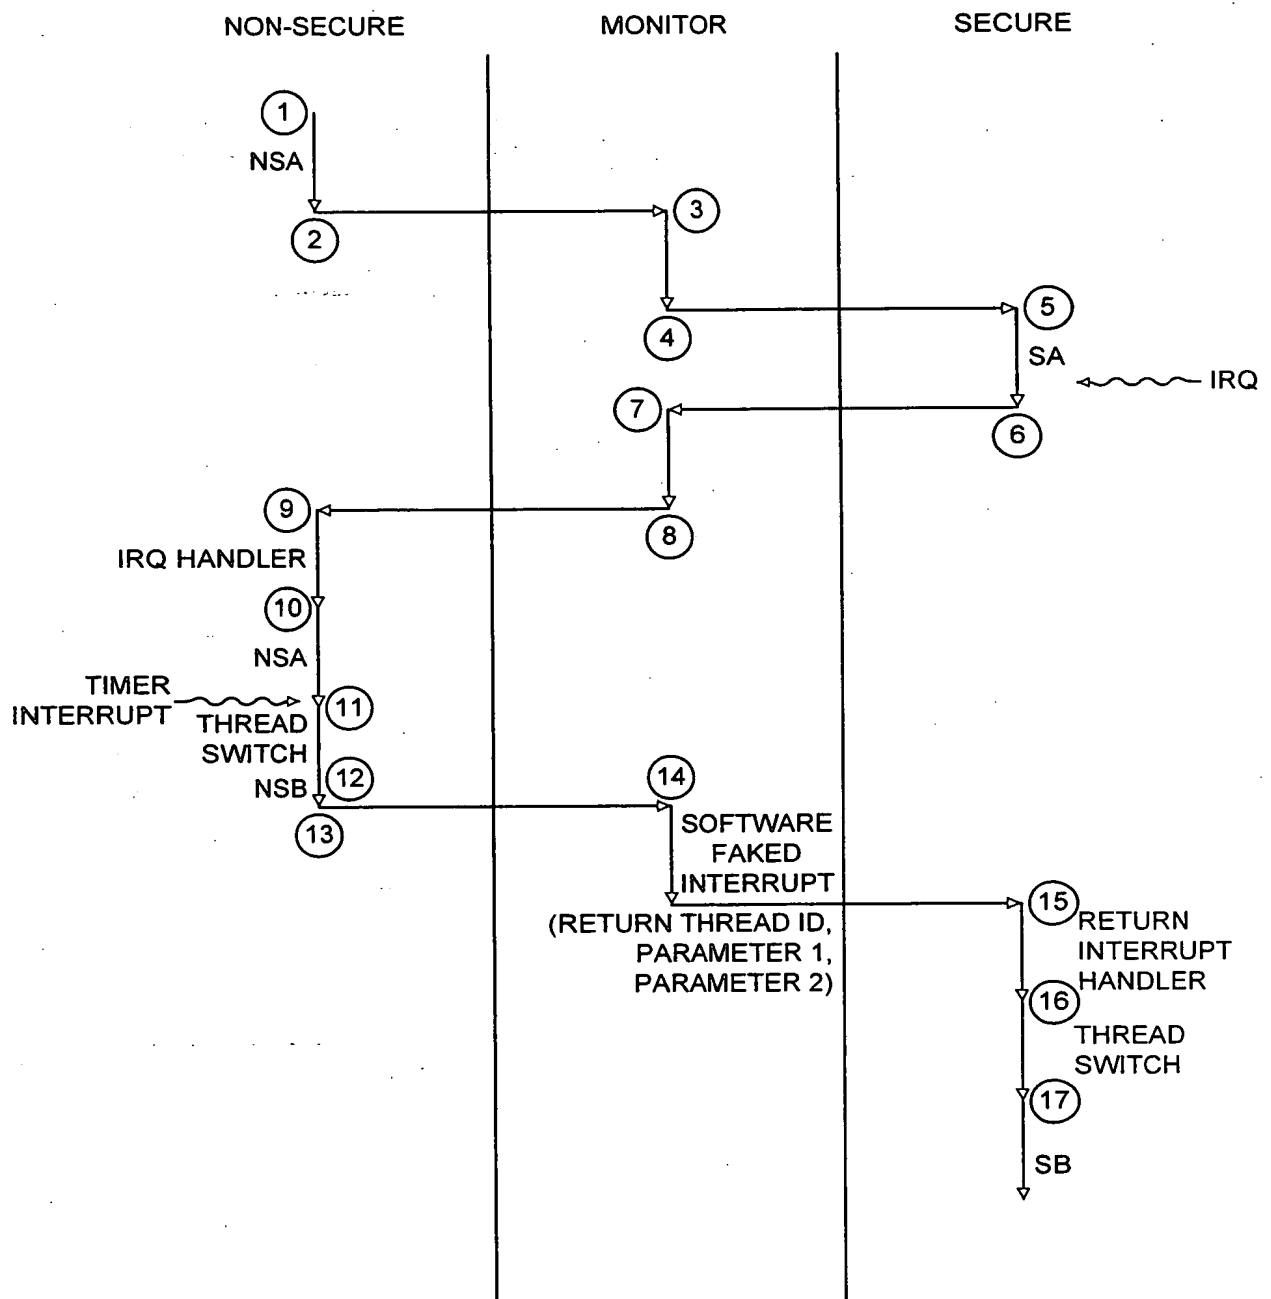 NON-SECURE MONITOR SECURE
1
NSA
2
3
4
5
SA
IRQ
6
7
8
9
IRQ HANDLER
10
NSA
TIMER
INTERRUPT
11
THREAD
SWITCH
NSB
12
13
14
SOFTWARE
FAKED
INTERRUPT
(RETURN THREAD ID,
PARAMETER 1,
PARAMETER 2)
15
RETURN
INTERRUPT
HANDLER
16
THREAD
SWITCH
17
SB